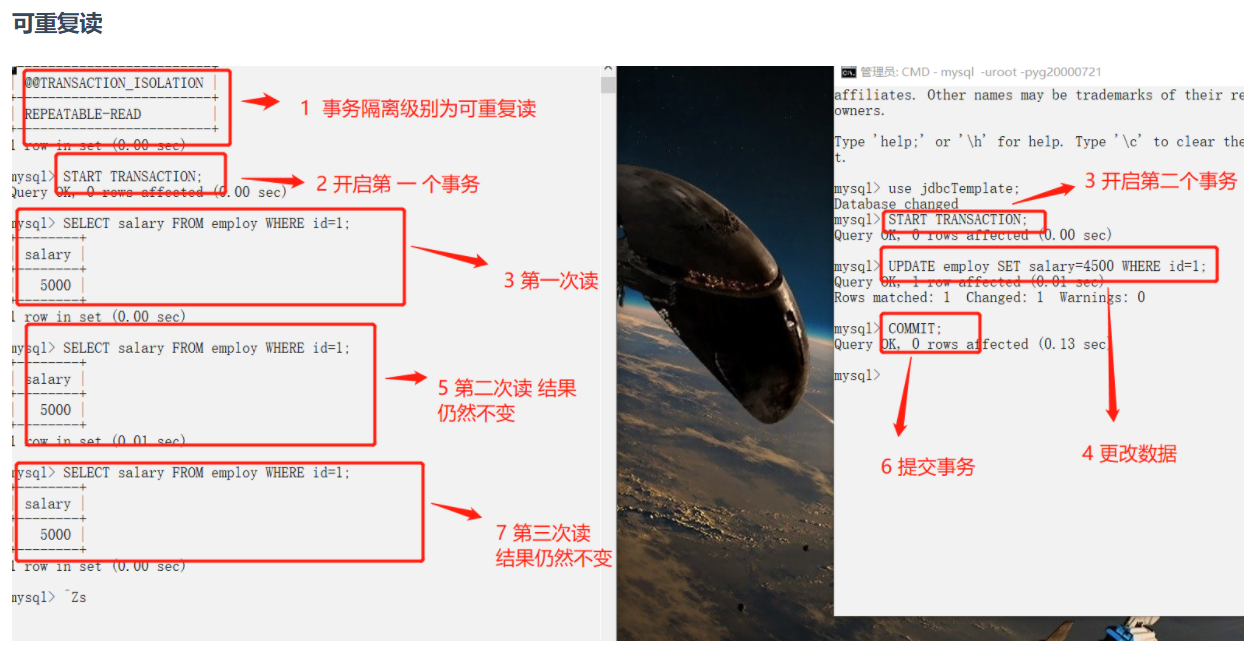 可重复读
@@TRANSACTION_ISOLATION
REPEATABLE-READ
1 row in set (0.00 sec)
1 事务隔离级别为可重复读
mysql> START TRANSACTION;
Query OK, 0 rows affected (0.00 sec)
2 开启第 一 个事务
mysql> SELECT salary FROM employ WHERE id=1;
salary
5000
1 row in set (0.00 sec)
3 第一次读
mysql> SELECT salary FROM employ WHERE id=1;
salary
5000
1 row in set (0.01 sec)
5 第二次读 结果
仍然不变
mysql> SELECT salary FROM employ WHERE id=1;
salary
5000
1 row in set (0.00 sec)
7 第三次读
结果仍然不变
mysql> ^Zs
管理员: CMD - mysql -uroot -pyg20000721
affiliates. Other names may be trademarks of their re
owners.
Type 'help;' or '\h' for help. Type '\c' to clear the
t.
mysql> use jdbcTemplate;
Database changed
3 开启第二个事务
mysql> START TRANSACTION;
Query OK, 0 rows affected (0.00 sec)
mysql> UPDATE employ SET salary=4500 WHERE id=1;
Query OK, 1 row affected (0.01 sec)
Rows matched: 1 Changed: 1 Warnings: 0
mysql> COMMIT;
Query OK, 0 rows affected (0.13 sec)
mysql>
4 更改数据
6 提交事务